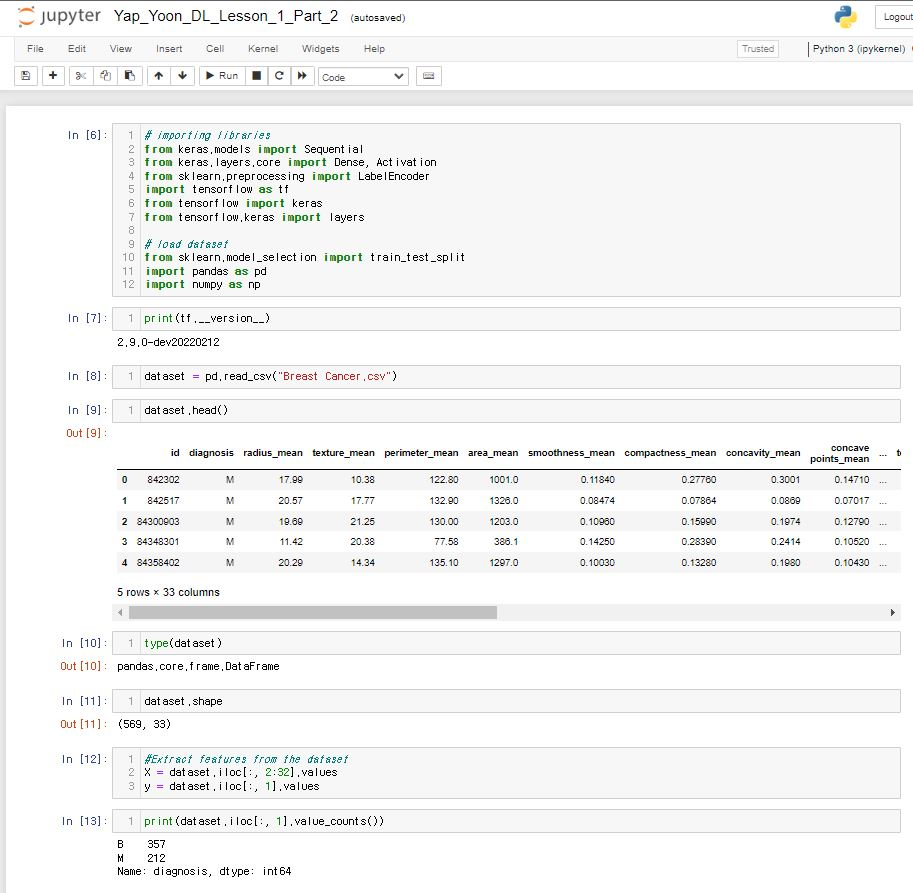 jupyter Yap_Yoon_DL_Lesson_1_Part_2 (autosaved)
Logout
File Edit View Insert Cell Kernel Widgets Help
Trusted Python 3 (ipykernel)
Run Code
In [6]:
1 # importing libraries
2 from keras.models import Sequential
3 from keras.layers.core import Dense, Activation
4 from sklearn.preprocessing import LabelEncoder
5 import tensorflow as tf
6 from tensorflow import keras
7 from tensorflow.keras import layers
8
9 # load dataset
10 from sklearn.model_selection import train_test_split
11 import pandas as pd
12 import numpy as np
In [7]: 1 print(tf.__version__)
2.9.0-dev20220212
In [8]: 1 dataset = pd.read_csv("Breast Cancer.csv")
In [9]: 1 dataset.head()
Out[9]:
id diagnosis radius_mean texture_mean perimeter_mean area_mean smoothness_mean compactness_mean concavity_mean concave points_mean ...
0 842302 M 17.99 10.38 122.80 1001.0 0.11840 0.27760 0.3001 0.14710 ...
1 842517 M 20.57 17.77 132.90 1326.0 0.08474 0.07864 0.0869 0.07017 ...
2 84300903 M 19.69 21.25 130.00 1203.0 0.10960 0.15990 0.1974 0.12790 ...
3 84348301 M 11.42 20.38 77.58 386.1 0.14250 0.28390 0.2414 0.10520 ...
4 84358402 M 20.29 14.34 135.10 1297.0 0.10030 0.13280 0.1980 0.10430 ...
5 rows × 33 columns
In [10]: 1 type(dataset)
Out[10]: pandas.core.frame.DataFrame
In [11]: 1 dataset.shape
Out[11]: (569, 33)
In [12]: 1 #Extract features from the dataset
2 X = dataset.iloc[:, 2:32].values
3 y = dataset.iloc[:, 1].values
In [13]: 1 print(dataset.iloc[:, 1].value_counts())
B 357
M 212
Name: diagnosis, dtype: int64